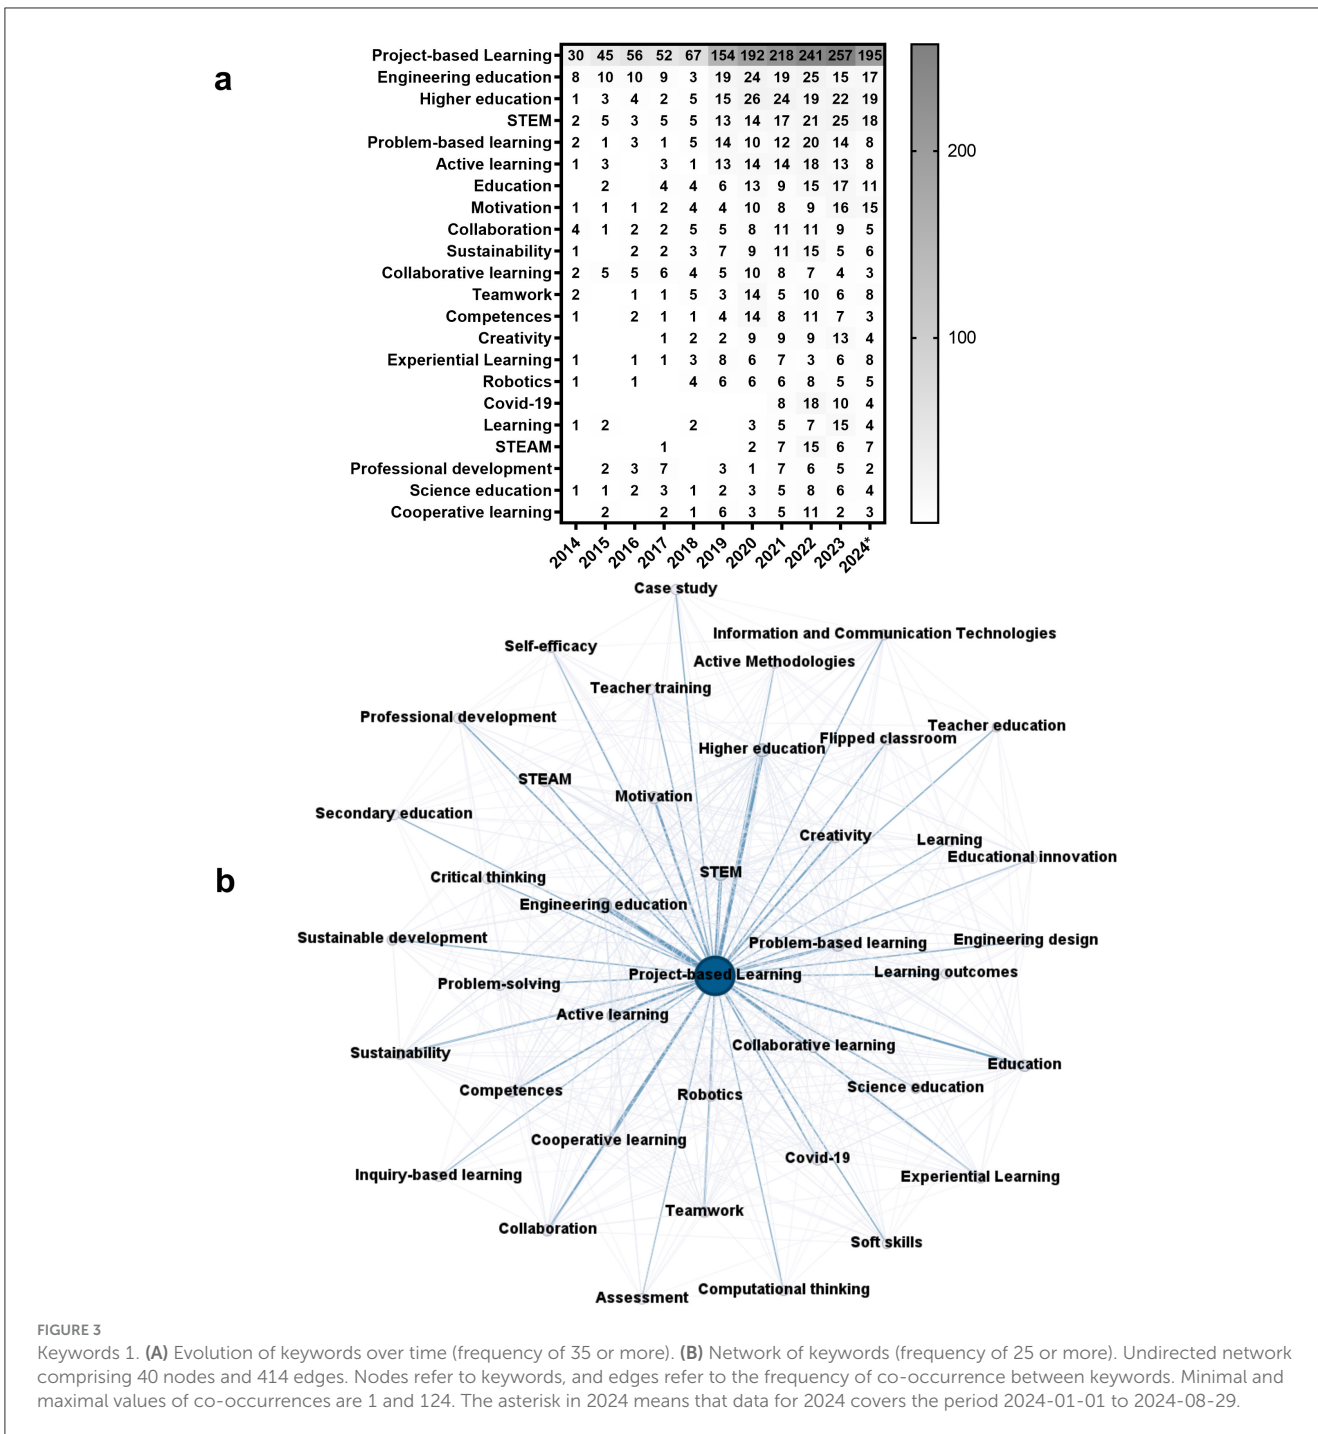 a
Project-based Learning 30 45 56 52 67 154 192 218 241 257 195
Engineering education 8 10 10 9 3 19 24 19 25 15 17
Higher education 1 3 4 2 5 15 26 24 19 22 19
STEM 2 5 3 5 5 13 14 17 21 25 18
Problem-based learning 2 1 3 1 5 14 10 12 20 14 8
Active learning 1 3 3 1 13 14 14 18 13 8
Education 2 4 4 6 13 9 15 17 11
Motivation 1 1 1 2 4 4 10 8 9 16 15
Collaboration 4 1 2 2 5 5 8 11 11 9 5
Sustainability 1 2 2 3 7 9 11 15 5 6
Collaborative learning 2 5 5 6 4 5 10 8 7 4 3
Teamwork 2 1 1 5 3 14 5 10 6 8
Competences 1 2 1 1 4 14 8 11 7 3
Creativity 1 2 2 9 9 9 13 4
Experiential Learning 1 1 1 3 8 6 7 3 6 8
Robotics 1 1 4 6 6 6 8 5 5
Covid-19 8 18 10 4
Learning 1 2 2 3 5 7 15 4
STEAM 1 2 7 15 6 7
Professional development 2 3 7 3 1 7 6 5 2
Science education 1 1 2 3 1 2 3 5 8 6 4
Cooperative learning 2 2 1 6 3 5 11 2 3
2014 2015 2016 2017 2018 2019 2020 2021 2022 2023 2024*
200
100
b
Case study
Information and Communication Technologies
Self-efficacy
Active Methodologies
Teacher training
Professional development
Teacher education
Flipped classroom
Higher education
STEAM
Motivation
Secondary education
Creativity
Learning
Educational innovation
STEM
Critical thinking
Engineering education
Sustainable development
Problem-based learning
Engineering design
Project-based Learning
Learning outcomes
Problem-solving
Active learning
Collaborative learning
Sustainability
Education
Competences
Science education
Robotics
Cooperative learning
Covid-19
Inquiry-based learning
Experiential Learning
Teamwork
Collaboration
Soft skills
Computational thinking
Assessment
FIGURE 3
Keywords 1. (A) Evolution of keywords over time (frequency of 35 or more). (B) Network of keywords (frequency of 25 or more). Undirected network
comprising 40 nodes and 414 edges. Nodes refer to keywords, and edges refer to the frequency of co-occurrence between keywords. Minimal and
maximal values of co-occurrences are 1 and 124. The asterisk in 2024 means that data for 2024 covers the period 2024-01-01 to 2024-08-29.